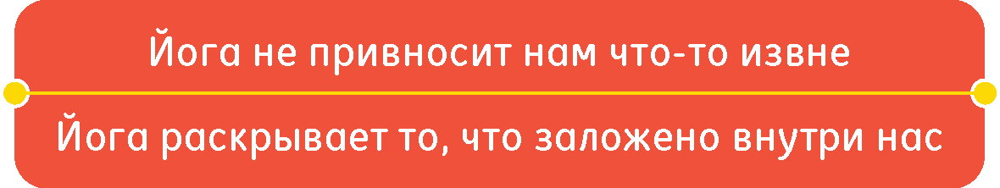 Йога не привносит нам что-то извне
Йога раскрывает то, что заложено внутри нас